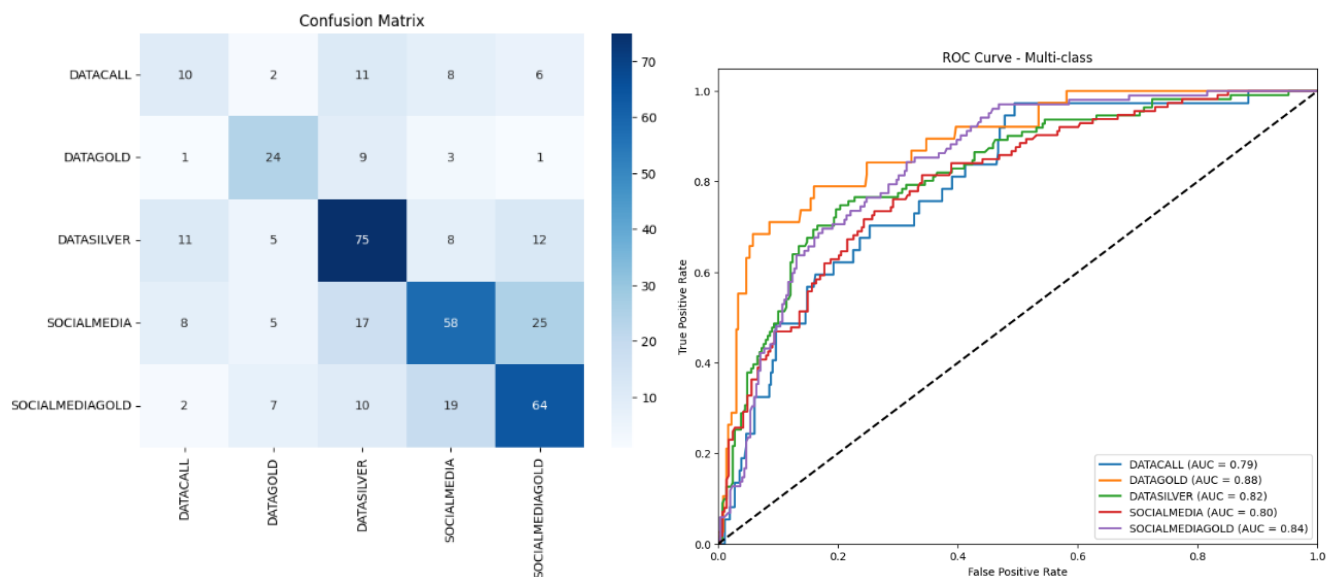 Confusion Matrix
DATACALL 10 2 11 8 6
DATAGOLD 1 24 9 3 1
DATASILVER 11 5 75 8 12
SOCIALMEDIA 8 5 17 58 25
SOCIALMEDIAGOLD 2 7 10 19 64
DATACALL DATAGOLD DATASILVER SOCIALMEDIA SOCIALMEDIAGOLD
70
60
50
40
30
20
10
ROC Curve - Multi-class
True Positive Rate
1.0
0.8
0.6
0.4
0.2
0.0
0.0 0.2 0.4 0.6 0.8 1.0
False Positive Rate
DATACALL (AUC = 0.79)
DATAGOLD (AUC = 0.88)
DATASILVER (AUC = 0.82)
SOCIALMEDIA (AUC = 0.80)
SOCIALMEDIAGOLD (AUC = 0.84)